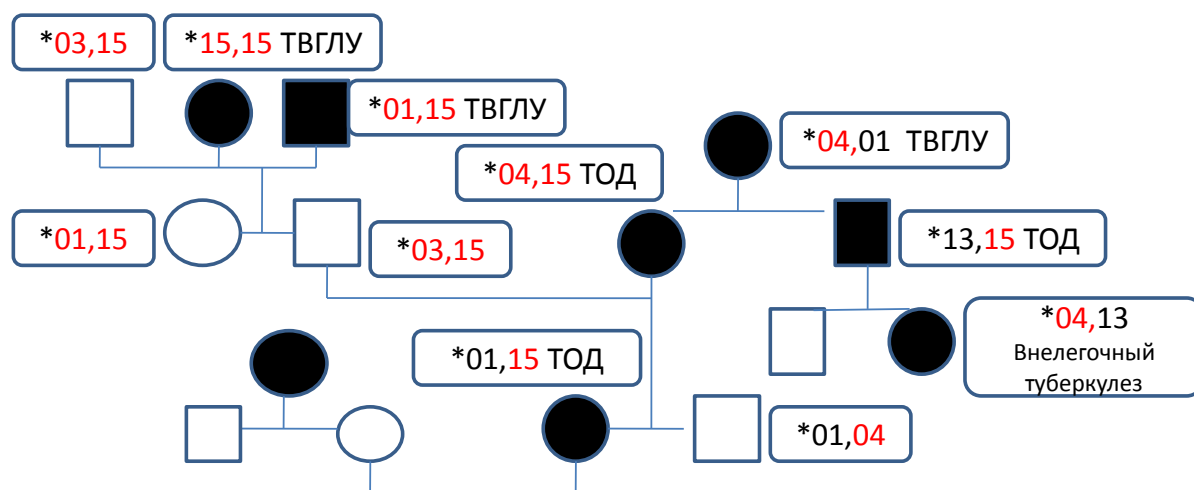 *03,15
*15,15 ТВГЛУ
*01,15 ТВГЛУ
*04,01 ТВГЛУ
*04,15 ТОД
*01,15
*03,15
*13,15 ТОД
*04,13
Внелегочный
туберкулез
*01,15 ТОД
*01,04